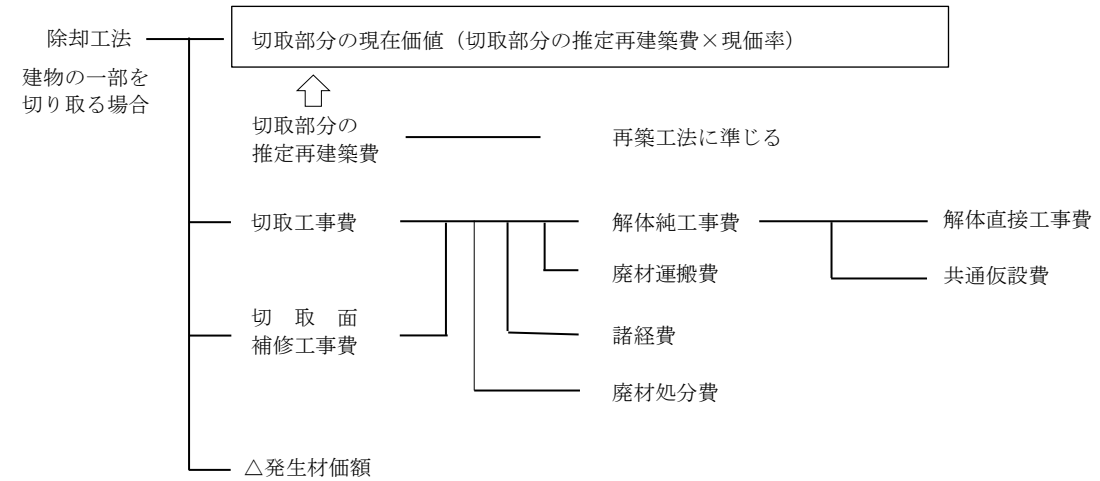 除却工法
建物の一部を
切り取る場合
切取部分の現在価値（切取部分の推定再建築費×現価率）
切取部分の
推定再建築費
再築工法に準じる
切取工事費
解体純工事費
解体直接工事費
廃材運搬費
共通仮設費
切　取　面
補修工事費
諸経費
廃材処分費
△発生材価額